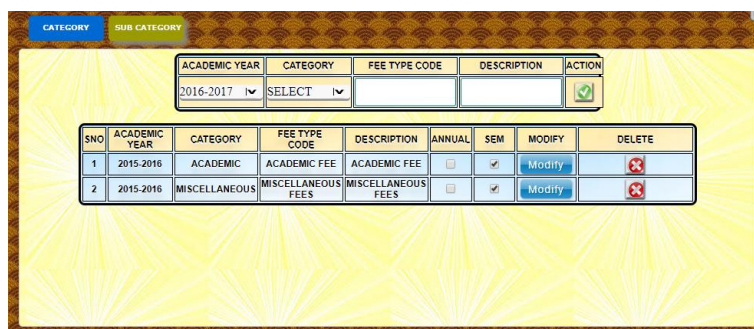 CATEGORY SUB CATEGORY
ACADEMIC YEAR CATEGORY FEE TYPE CODE DESCRIPTION ACTION
2016-2017 SELECT
SNO ACADEMIC YEAR CATEGORY FEE TYPE CODE DESCRIPTION ANNUAL SEM MODIFY DELETE
1 2015-2016 ACADEMIC ACADEMIC FEE ACADEMIC FEE Modify
2 2015-2016 MISCELLANEOUS MISCELLANEOUS FEES MISCELLANEOUS FEES Modify